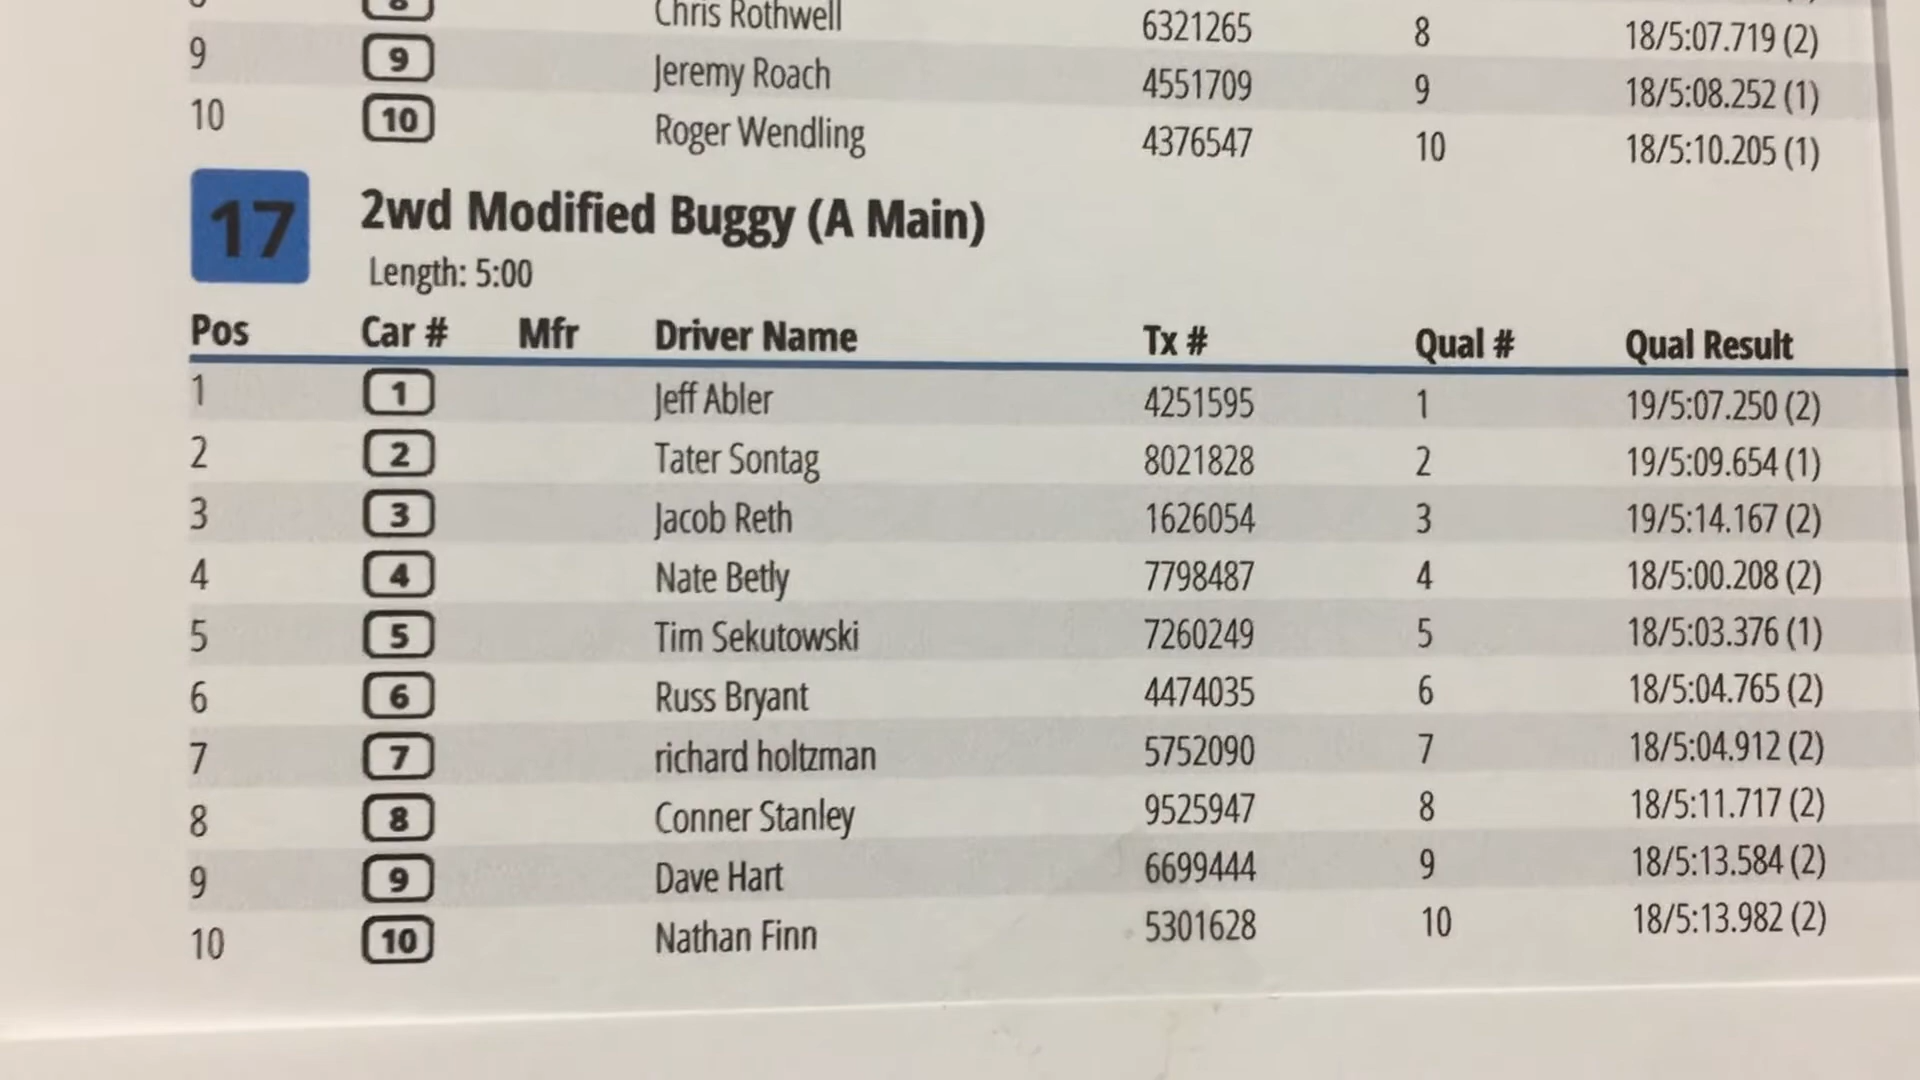 8 Chris Rothwell 6321265 8 18/5:07.719 (2)
9 9 Jeremy Roach 4551709 9 18/5:08.252 (1)
10 10 Roger Wendling 4376547 10 18/5:10.205 (1)
17 2wd Modified Buggy (A Main)
Length: 5:00
Pos Car # Mfr Driver Name Tx # Qual # Qual Result
1 1 Jeff Abler 4251595 1 19/5:07.250 (2)
2 2 Tater Sontag 8021828 2 19/5:09.654 (1)
3 3 Jacob Reth 1626054 3 19/5:14.167 (2)
4 4 Nate Betly 7798487 4 18/5:00.208 (2)
5 5 Tim Sekutowski 7260249 5 18/5:03.376 (1)
6 6 Russ Bryant 4474035 6 18/5:04.765 (2)
7 7 richard holtzman 5752090 7 18/5:04.912 (2)
8 8 Conner Stanley 9525947 8 18/5:11.717 (2)
9 9 Dave Hart 6699444 9 18/5:13.584 (2)
10 10 Nathan Finn 5301628 10 18/5:13.982 (2)